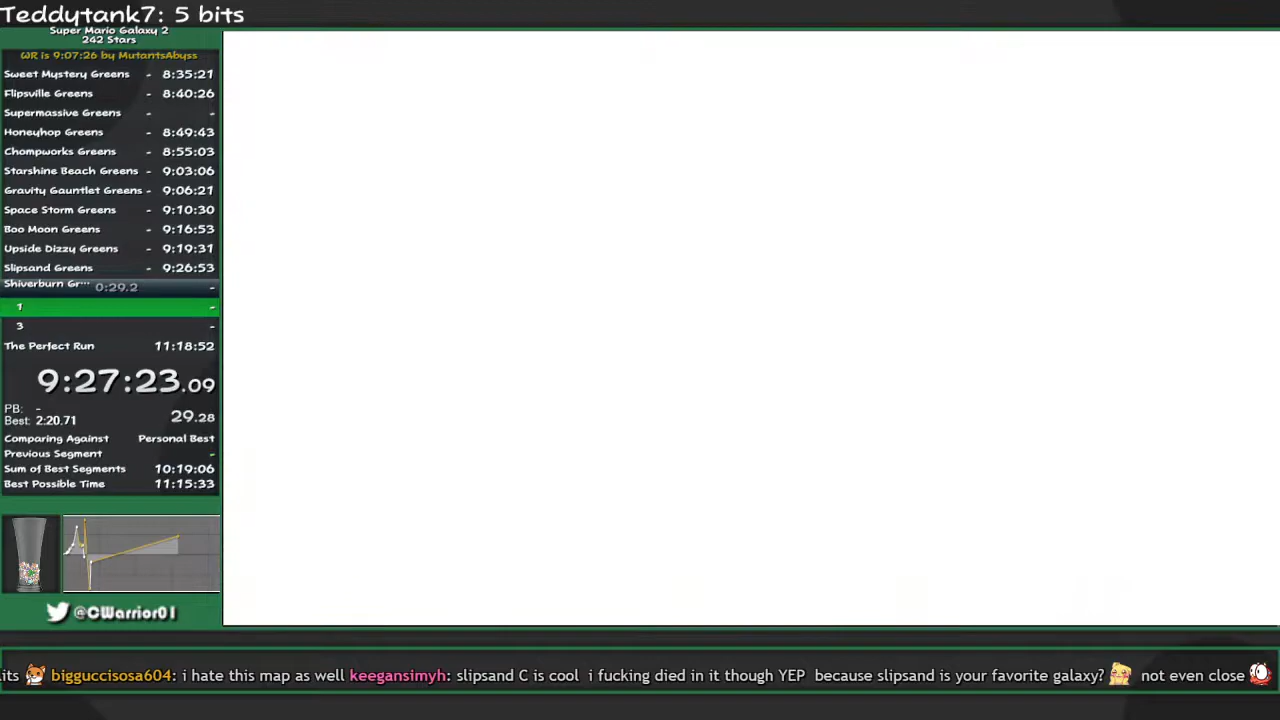 Teddytank7: 5 bits
Super Mario Galaxy 2
242 Stars
WR is 9:07:26 by MutantsAbyss
Sweet Mystery Greens - 8:35:21
Flipsville Greens - 8:40:26
Supermassive Greens - -
Honeyhop Greens - 8:49:43
Chompworks Greens - 8:55:03
Starshine Beach Greens - 9:03:06
Gravity Gauntlet Greens - 9:06:21
Space Storm Greens - 9:10:30
Boo Moon Greens - 9:16:53
Upside Dizzy Greens - 9:19:31
Slipsand Greens - 9:26:53
Shiverburn Gr... 0:29.2 -
1 -
3 -
The Perfect Run 11:18:52
9:27:23.09
PB: -
Best: 2:20.71 29.28
Comparing Against Personal Best
Previous Segment -
Sum of Best Segments 10:19:06
Best Possible Time 11:15:33
@CWarrior01
its bigguccisosa604: i hate this map as well keegansimyh: slipsand C is cool i fucking died in it though YEP because slipsand is your favorite galaxy? not even close